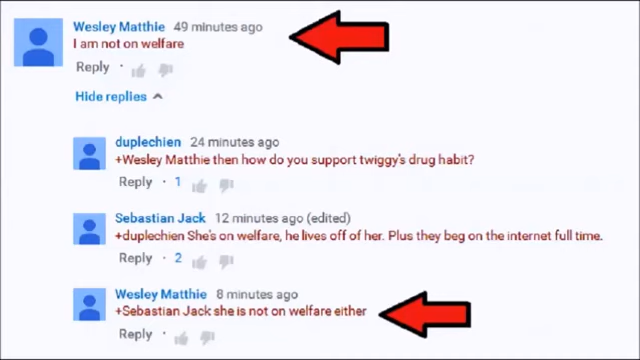 Wesley Matthie 49 minutes ago
I am not on welfare
Reply ·
Hide replies
duplechien 24 minutes ago
+Wesley Matthie then how do you support twiggy's drug habit?
Reply · 1
Sebastian Jack 12 minutes ago (edited)
+duplechien She's on welfare, he lives off of her. Plus they beg on the internet full time.
Reply · 2
Wesley Matthie 8 minutes ago
+Sebastian Jack she is not on welfare either
Reply ·